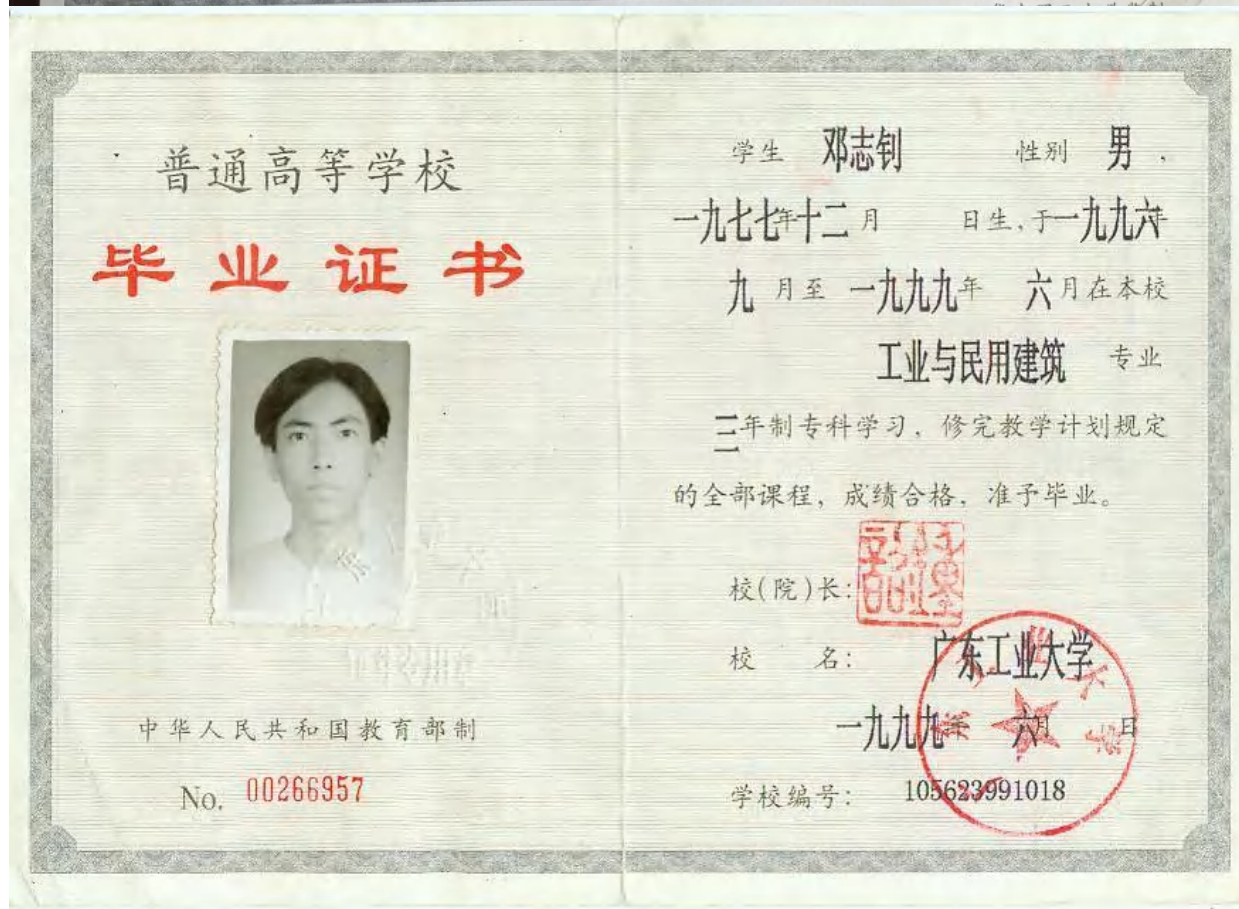 普通高等学校
毕业证书
中华人民共和国教育部制
No. 00266957
学生 邓志钊 性别 男 ,
一九七七年十二月 日生,于一九九六年
九月至一九九九年 六月在本校
工业与民用建筑 专业
三年制专科学习,修完教学计划规定
的全部课程,成绩合格,准予毕业。
校(院)长:
校 名: 广东工业大学
一九九九年 六月 日
学校编号: 105623991018